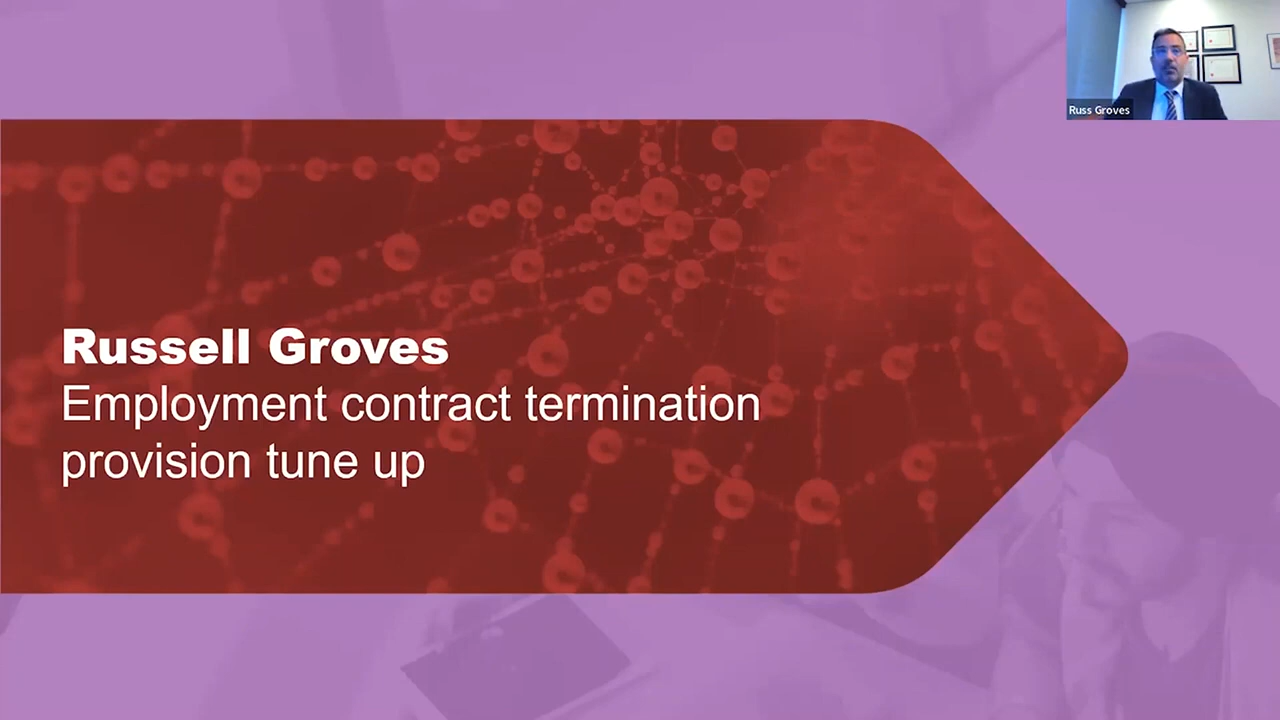 Russ Groves
Russell Groves
Employment contract termination
provision tune up